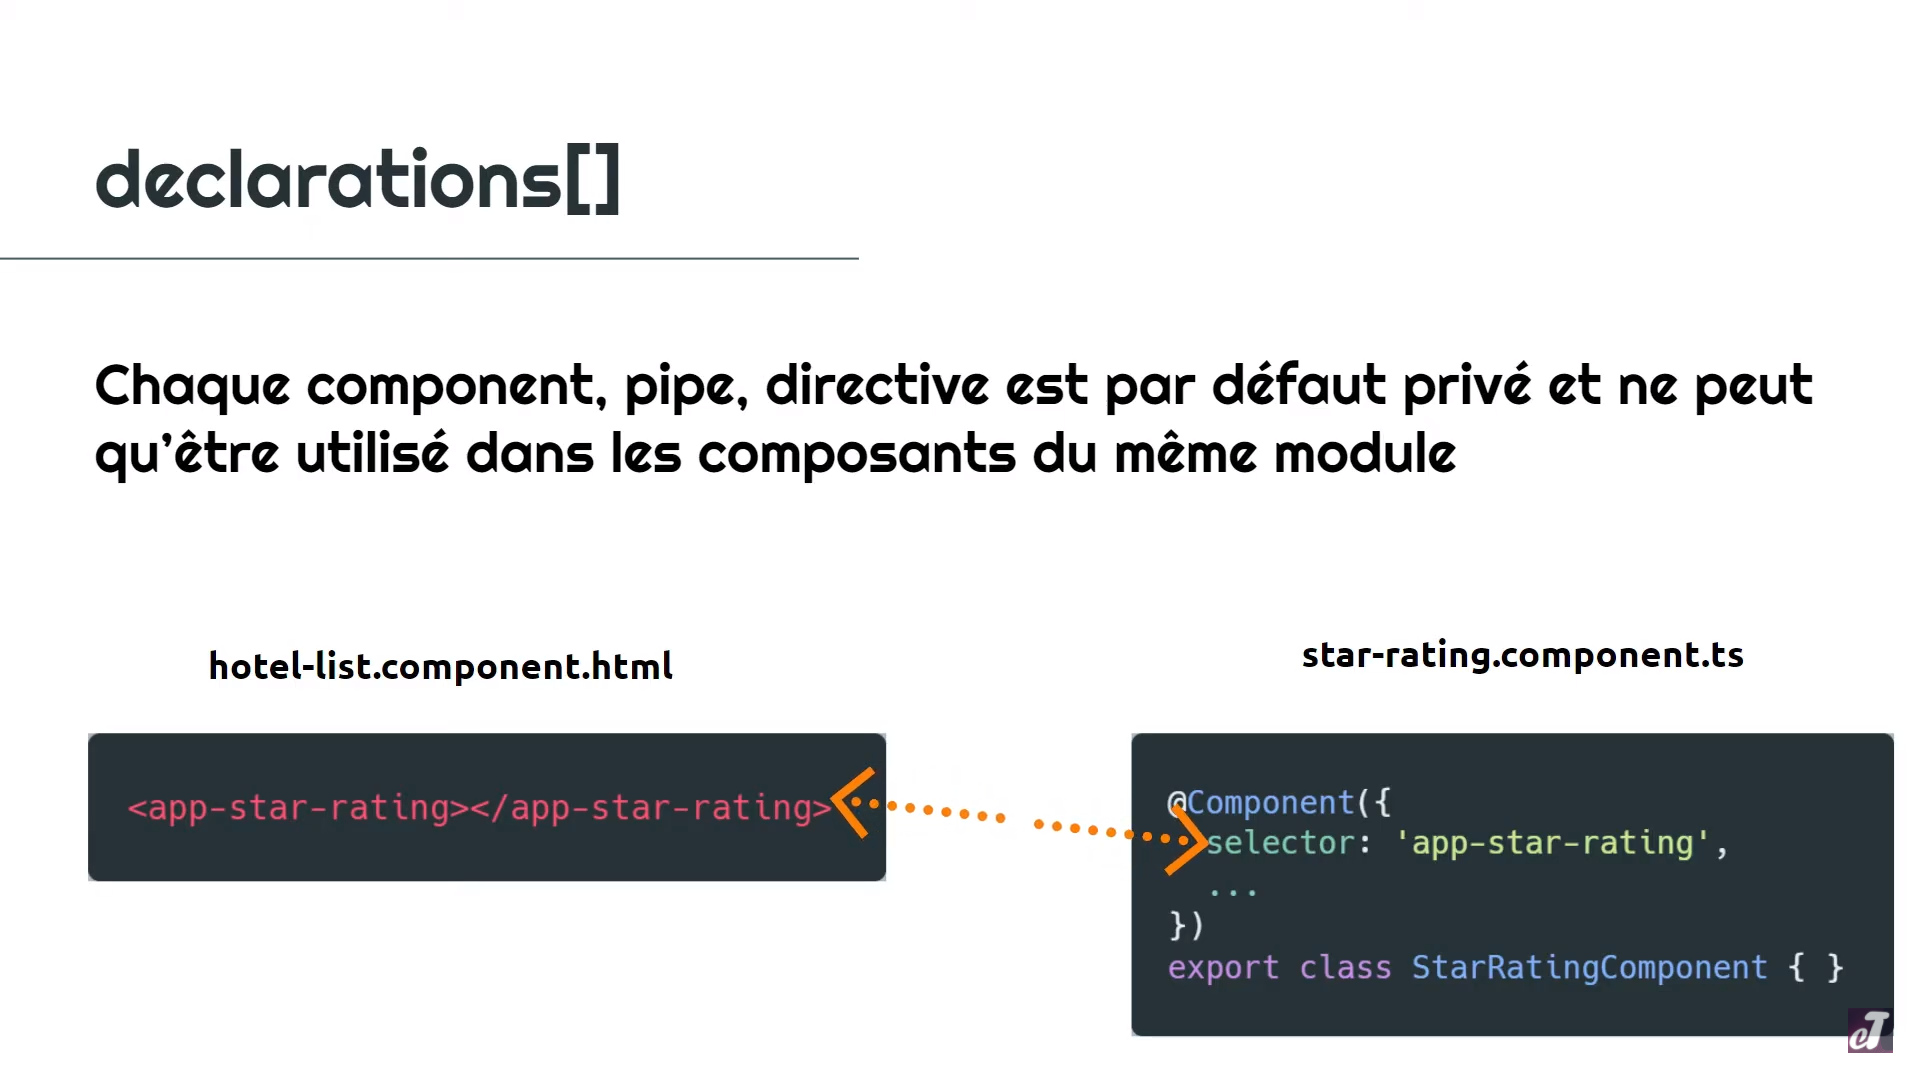 declarations[]
Chaque component, pipe, directive est par défaut privé et ne peut
qu'être utilisé dans les composants du même module
hotel-list.component.html
<app-star-rating></app-star-rating>
star-rating.component.ts
@Component({
selector: 'app-star-rating',
...
})
export class StarRatingComponent { }
eT